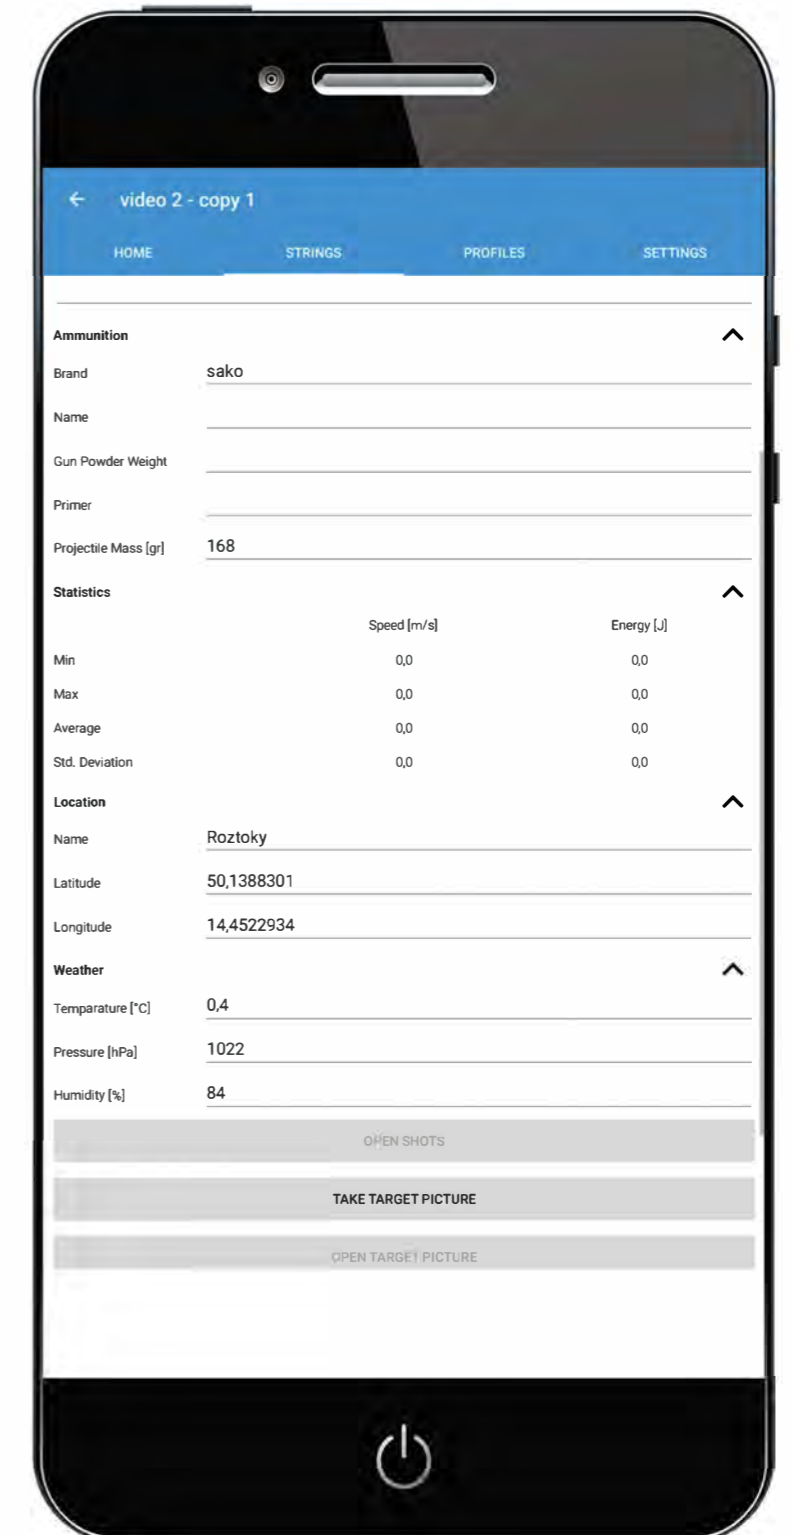 video 2 - copy 1
HOME STRINGS PROFILES SETTINGS
Ammunition
Brand sako
Name
Gun Powder Weight
Primer
Projectile Mass [gr] 168
Statistics
Speed [m/s] Energy [J]
Min 0,0 0,0
Max 0,0 0,0
Average 0,0 0,0
Std. Deviation 0,0 0,0
Location
Name Roztoky
Latitude 50,1388301
Longitude 14,4522934
Weather
Temparature [°C] 0,4
Pressure [hPa] 1022
Humidity [%] 84
OPEN SHOTS
TAKE TARGET PICTURE
OPEN TARGET PICTURE